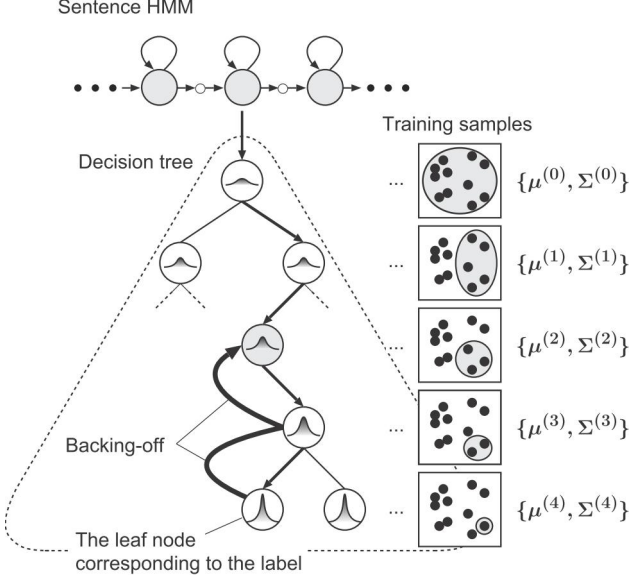 Sentence HMM
Training samples
Decision tree
... {μ^(0), Σ^(0)}
... {μ^(1), Σ^(1)}
... {μ^(2), Σ^(2)}
... {μ^(3), Σ^(3)}
Backing-off
... {μ^(4), Σ^(4)}
The leaf node
corresponding to the label